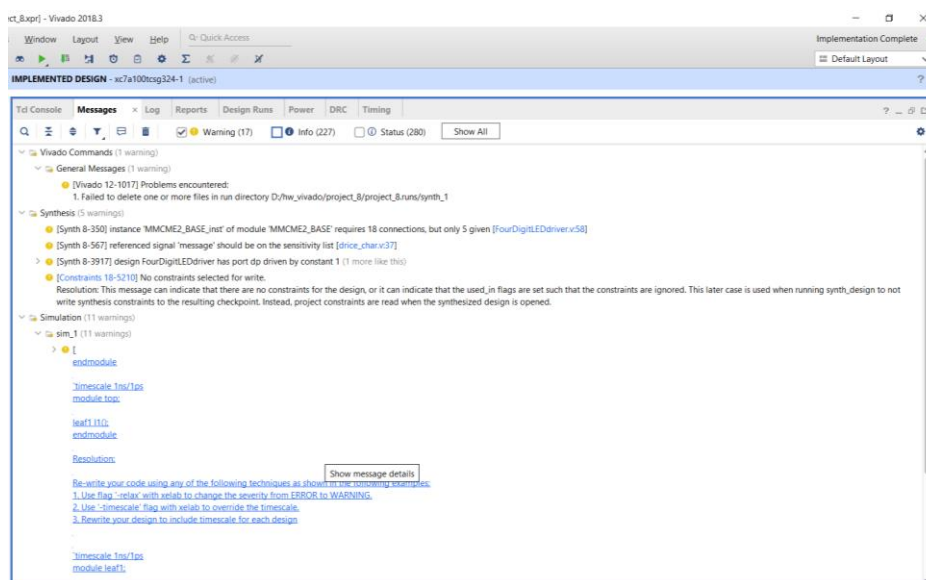 ct_8.xpr] - Vivado 2018.3
Window Layout View Help Q- Quick Access
Implementation Complete
Default Layout
IMPLEMENTED DESIGN - xc7a100tcsg324-1 (active)
Tcl Console Messages Log Reports Design Runs Power DRC Timing
Warning (17) Info (227) Status (280) Show All
Vivado Commands (1 warning)
General Messages (1 warning)
[Vivado 12-1017] Problems encountered:
1. Failed to delete one or more files in run directory D:/hw_vivado/project_8/project_8.runs/synth_1
Synthesis (5 warnings)
[Synth 8-350] instance 'MMCME2_BASE_inst' of module 'MMCME2_BASE' requires 18 connections, but only 5 given [FourDigitLEDdriver.v:58]
[Synth 8-567] referenced signal 'message' should be on the sensitivity list [drice_char.v:37]
[Synth 8-3917] design FourDigitLEDdriver has port dp driven by constant 1 (1 more like this)
[Constraints 18-5210] No constraints selected for write.
Resolution: This message can indicate that there are no constraints for the design, or it can indicate that the used_in flags are set such that the constraints are ignored. This later case is used when running synth_design to not
write synthesis constraints to the resulting checkpoint. Instead, project constraints are read when the synthesized design is opened.
Simulation (11 warnings)
sim_1 (11 warnings)
[
endmodule
`timescale 1ns/1ps
module top;
leaf1 l1();
endmodule
Resolution:
Show message details
Re-write your code using any of the following techniques as shown in the following examples:
1. Use flag '-relax' with xelab to change the severity from ERROR to WARNING.
2. Use '-timescale' flag with xelab to override the timescale.
3. Rewrite your design to include timescale for each design
.
`timescale 1ns/1ps
module leaf1;